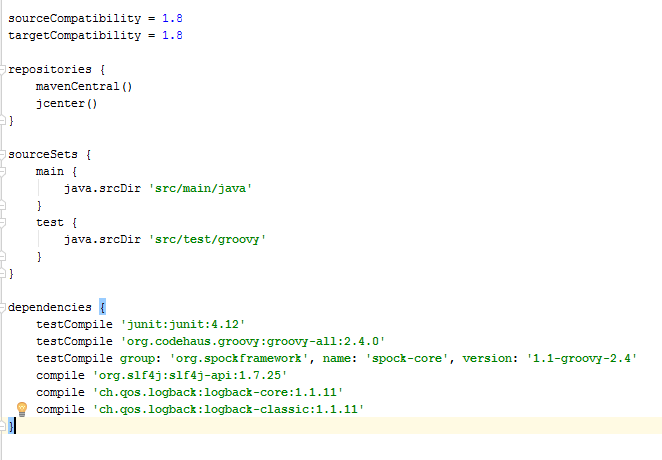 sourceCompatibility = 1.8
targetCompatibility = 1.8
repositories {
mavenCentral()
jcenter()
}
sourceSets {
main {
java.srcDir 'src/main/java'
}
test {
java.srcDir 'src/test/groovy'
}
}
dependencies {
testCompile 'junit:junit:4.12'
testCompile 'org.codehaus.groovy:groovy-all:2.4.0'
testCompile group: 'org.spockframework', name: 'spock-core', version: '1.1-groovy-2.4'
compile 'org.slf4j:slf4j-api:1.7.25'
compile 'ch.qos.logback:logback-core:1.1.11'
compile 'ch.qos.logback:logback-classic:1.1.11'
}